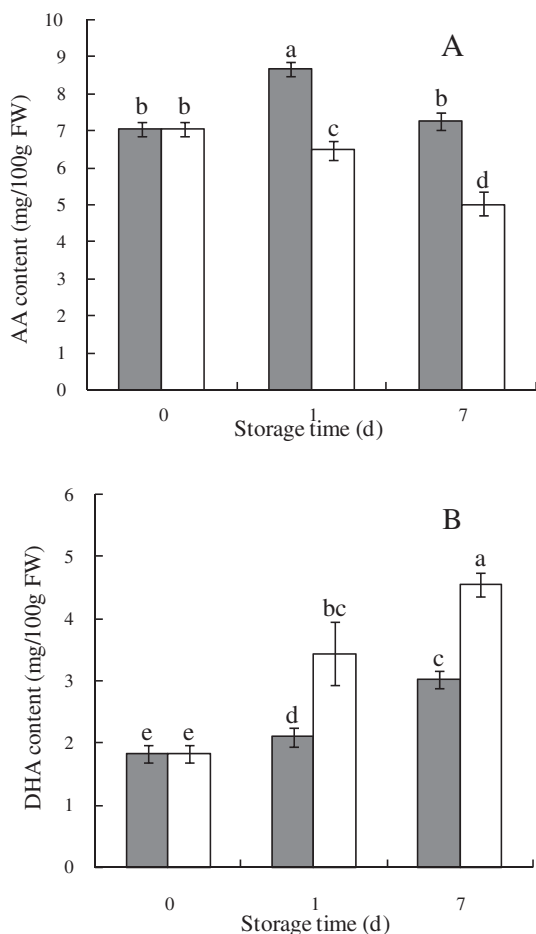 10
9
8
7
6
5
4
3
2
1
0
AA content (mg/100g FW)
A
b b a c b d
0 1 7
Storage time (d)
6
5
4
3
2
1
0
DHA content (mg/100g FW)
B
e e d bc c a
0 1 7
Storage time (d)